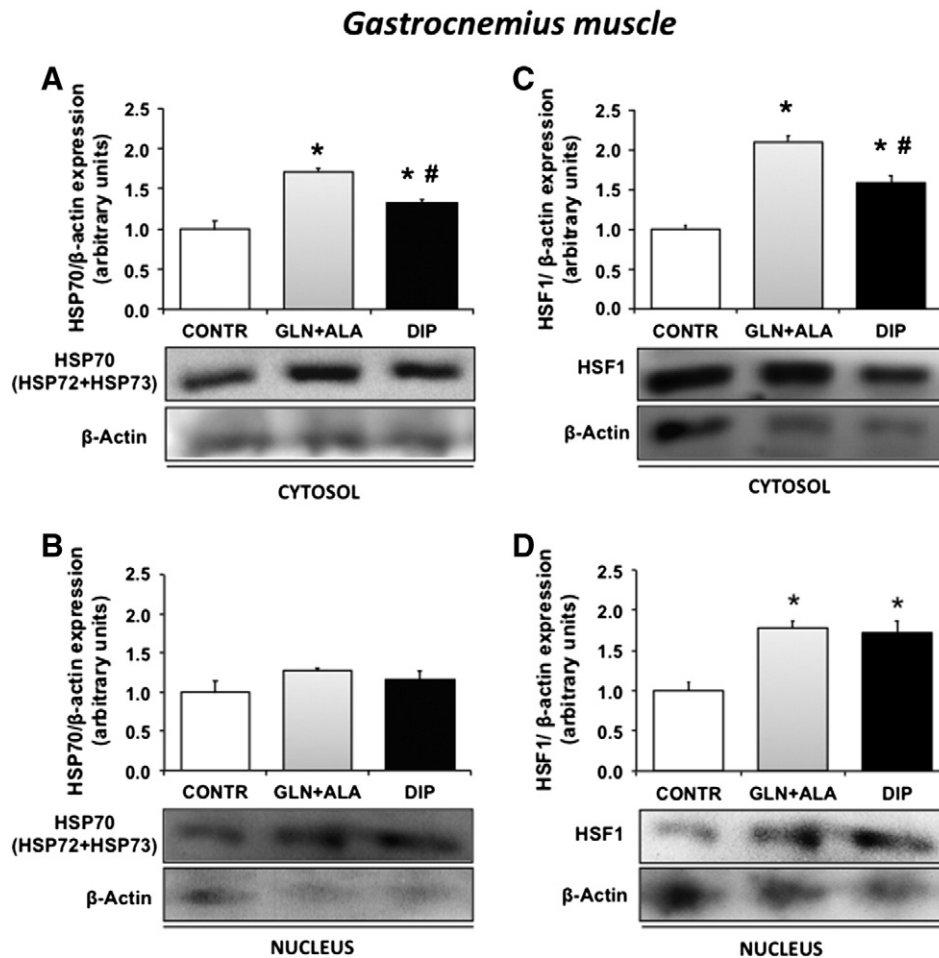 Gastrocnemius muscle
A
HSP70/β-actin expression
(arbitrary units)
2.5
2.0
1.5
1.0
0.5
0.0
*
* #
CONTR GLN+ALA DIP
HSP70
(HSP72+HSP73)
β-Actin
CYTOSOL
C
HSF1/ β-actin expression
(arbitrary units)
2.5
2.0
1.5
1.0
0.5
0.0
*
* #
CONTR GLN+ALA DIP
HSF1
β-Actin
CYTOSOL
B
HSP70/β-actin expression
(arbitrary units)
2.5
2.0
1.5
1.0
0.5
0.0
CONTR GLN+ALA DIP
HSP70
(HSP72+HSP73)
β-Actin
NUCLEUS
D
HSF1/ β-actin expression
(arbitrary units)
2.5
2.0
1.5
1.0
0.5
0.0
* *
CONTR GLN+ALA DIP
HSF1
β-Actin
NUCLEUS